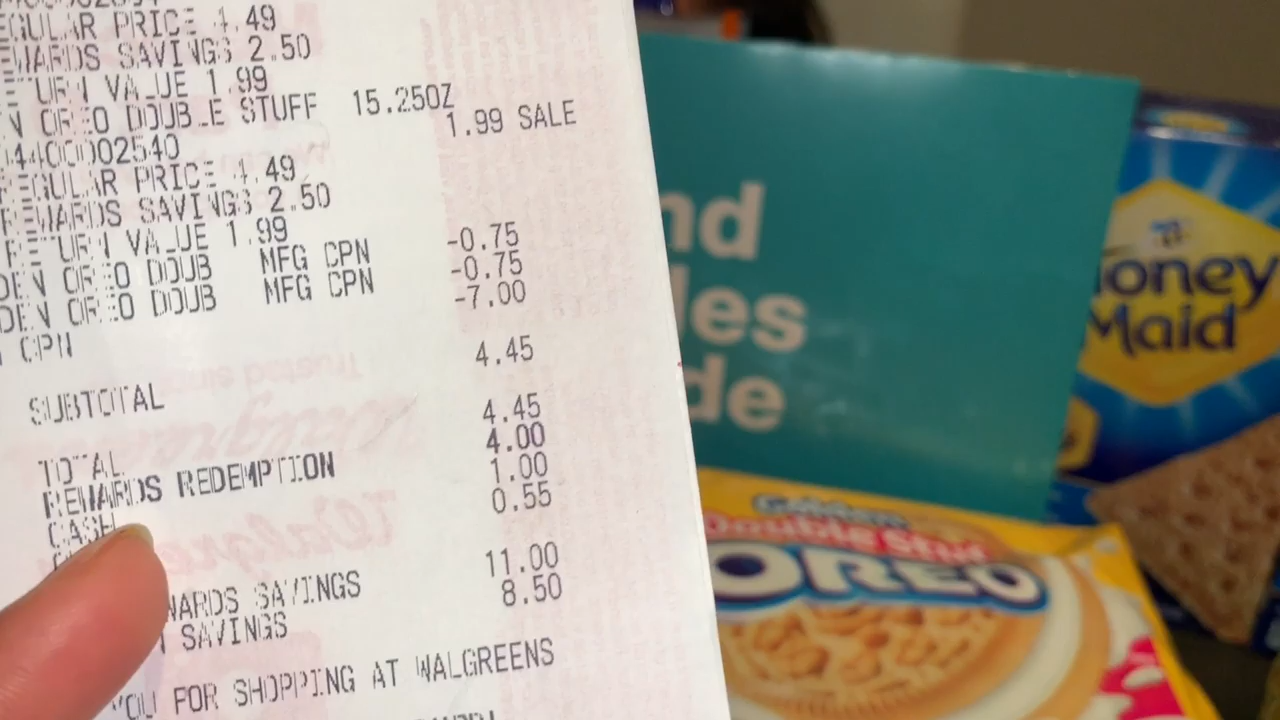 REGULAR PRICE 4.49
REWARDS SAVINGS 2.50
RETURN VALUE 1.99
OREO DOUBLE STUFF 15.25OZ
1.99 SALE
4400002540
REGULAR PRICE 4.49
REWARDS SAVINGS 2.50
RETURN VALUE 1.99
DEN OREO DOUB MFG CPN -0.75
DEN OREO DOUB MFG CPN -0.75
CPN -7.00
SUBTOTAL 4.45
TOTAL 4.45
REWARDS REDEMPTION 4.00
CASH 1.00
0.55
WARDS SAVINGS 11.00
SAVINGS 8.50
YOU FOR SHOPPING AT WALGREENS
nd
les
de
Honey
Maid
Golden
Double Stuf
OREO